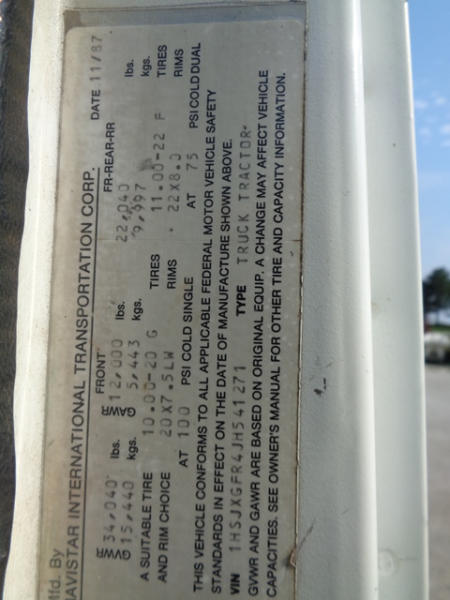 Mfd. By
NAVISTAR INTERNATIONAL TRANSPORTATION CORP. DATE 11/87
FRONT FR-REAR-RR
GVWR 34,040 lbs. GAWR 12,000 lbs. 22,040 lbs.
15,440 kgs. 5,443 kgs. 9,997 kgs.
A SUITABLE TIRE 10.00-20 G TIRES 11.00-22 F TIRES
AND RIM CHOICE 20X7.5LW RIMS 22X8.0 RIMS
AT 100 PSI COLD SINGLE AT 75 PSI COLD DUAL
THIS VEHICLE CONFORMS TO ALL APPLICABLE FEDERAL MOTOR VEHICLE SAFETY
STANDARDS IN EFFECT ON THE DATE OF MANUFACTURE SHOWN ABOVE.
VIN 1HSJXGFR4JH541271 TYPE TRUCK TRACTOR
GVWR AND GAWR ARE BASED ON ORIGINAL EQUIP. A CHANGE MAY AFFECT VEHICLE
CAPACITIES. SEE OWNER'S MANUAL FOR OTHER TIRE AND CAPACITY INFORMATION.